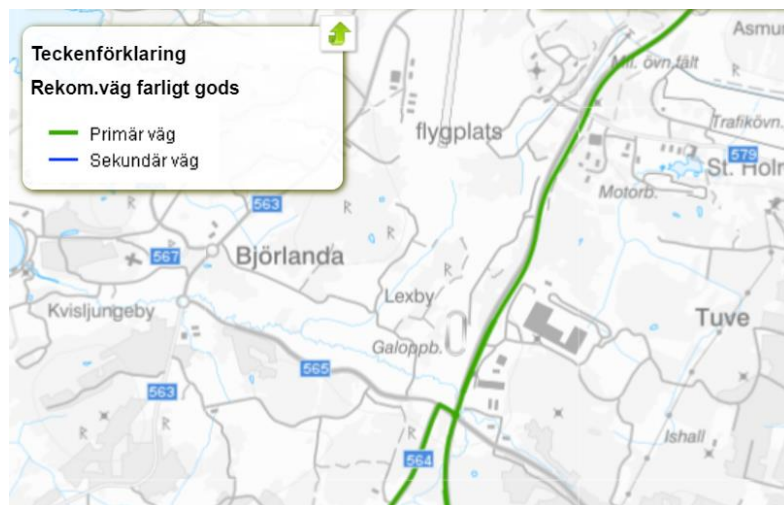 Teckenförklaring
Rekom.väg farligt gods
Primär väg
Sekundär väg
Asmun
Mil. övn.fält
flygplats
Trafikövn.
579
St. Holm
Motorb.
563
567
Björlanda
Lexby
Kvisljungeby
Tuve
Galoppb.
565
563
Ishall
564